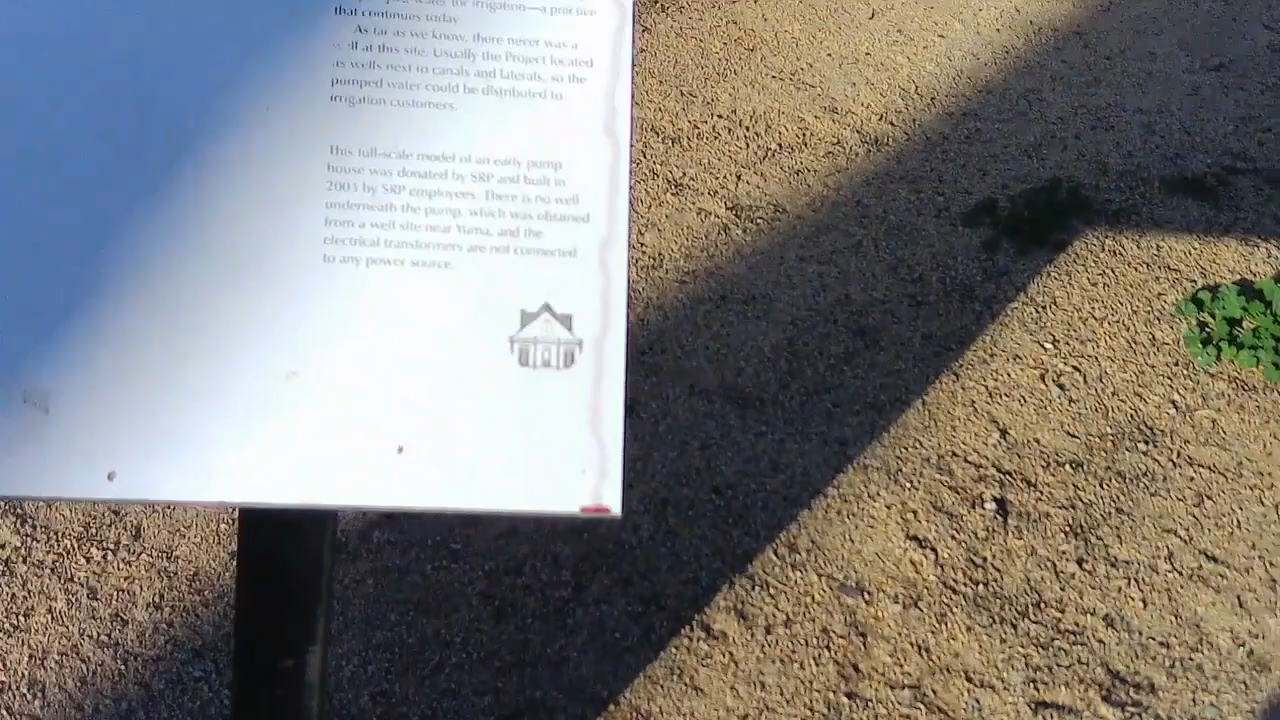 water for irrigation—a practice
that continues today
As far as we know, there never was a
well at this site. Usually the Project located
its wells next to canals and laterals, so the
pumped water could be distributed to
irrigation customers.
This full-scale model of an early pump
house was donated by SRP and built in
2003 by SRP employees. There is no well
underneath the pump, which was obtained
from a well site near Yuma, and the
electrical transformers are not connected
to any power source.